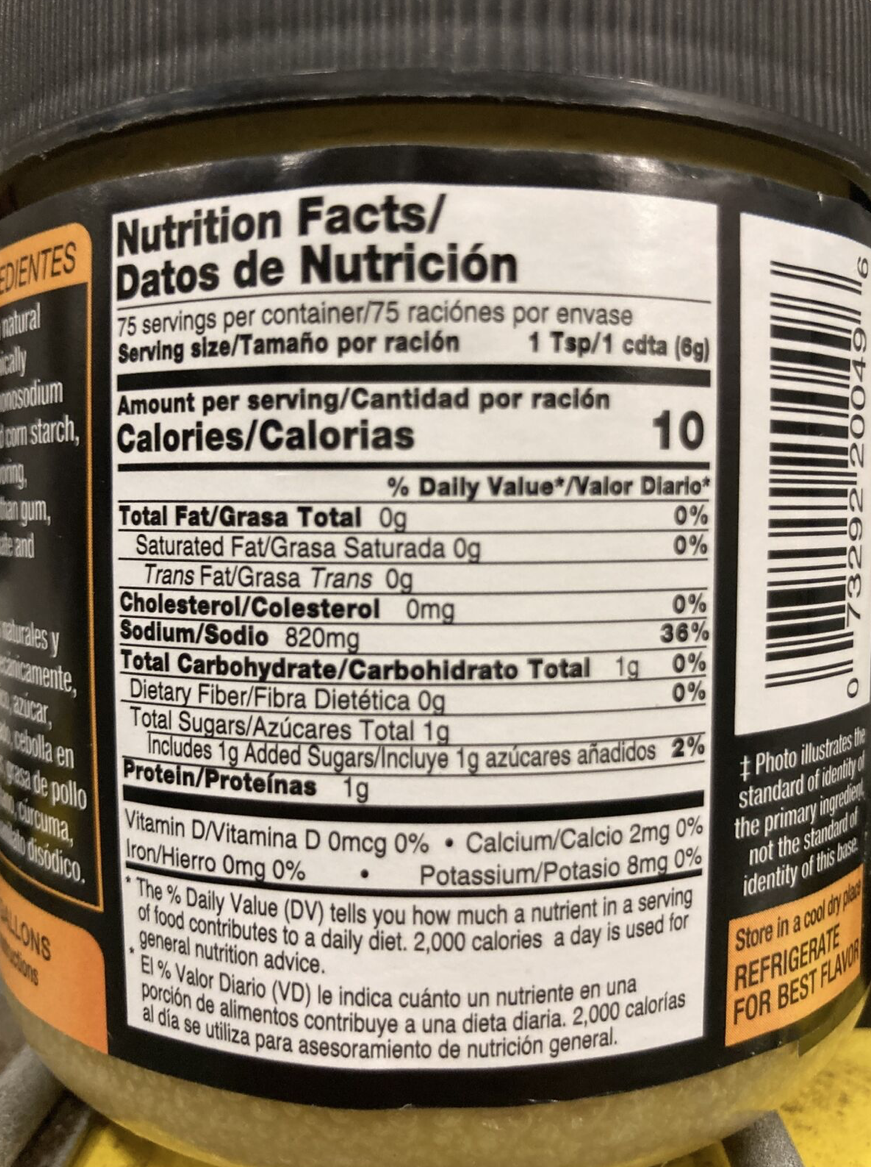 EDIENTES
natural
ically
onosodium
corn starch,
oring,
than gum,
ate and
naturales y
ecánicamente,
co, azúcar,
do, cebolla en
grasa de pollo
ano, cúrcuma,
nilato disódico.
GALLONS
Nutrition Facts/
Datos de Nutrición
75 servings per container/75 raciónes por envase
Serving size/Tamaño por ración 1 Tsp/1 cdta (6g)
Amount per serving/Cantidad por ración
Calories/Calorias 10
% Daily Value*/Valor Diario*
Total Fat/Grasa Total 0g 0%
Saturated Fat/Grasa Saturada 0g 0%
Trans Fat/Grasa Trans 0g
Cholesterol/Colesterol 0mg 0%
Sodium/Sodio 820mg 36%
Total Carbohydrate/Carbohidrato Total 1g 0%
Dietary Fiber/Fibra Dietética 0g 0%
Total Sugars/Azúcares Total 1g
Includes 1g Added Sugars/Incluye 1g azúcares añadidos 2%
Protein/Proteínas 1g
Vitamin D/Vitamina D 0mcg 0% • Calcium/Calcio 2mg 0%
Iron/Hierro 0mg 0% • Potassium/Potasio 8mg 0%
* The % Daily Value (DV) tells you how much a nutrient in a serving
of food contributes to a daily diet. 2,000 calories a day is used for
general nutrition advice.
* El % Valor Diario (VD) le indica cuánto un nutriente en una
porción de alimentos contribuye a una dieta diaria. 2,000 calorías
al día se utiliza para asesoramiento de nutrición general.
0 73292 20049 6
‡ Photo illustrates the
standard of identity of
the primary ingredient,
not the standard of
identity of this base.
Store in a cool dry place
REFRIGERATE
FOR BEST FLAVOR